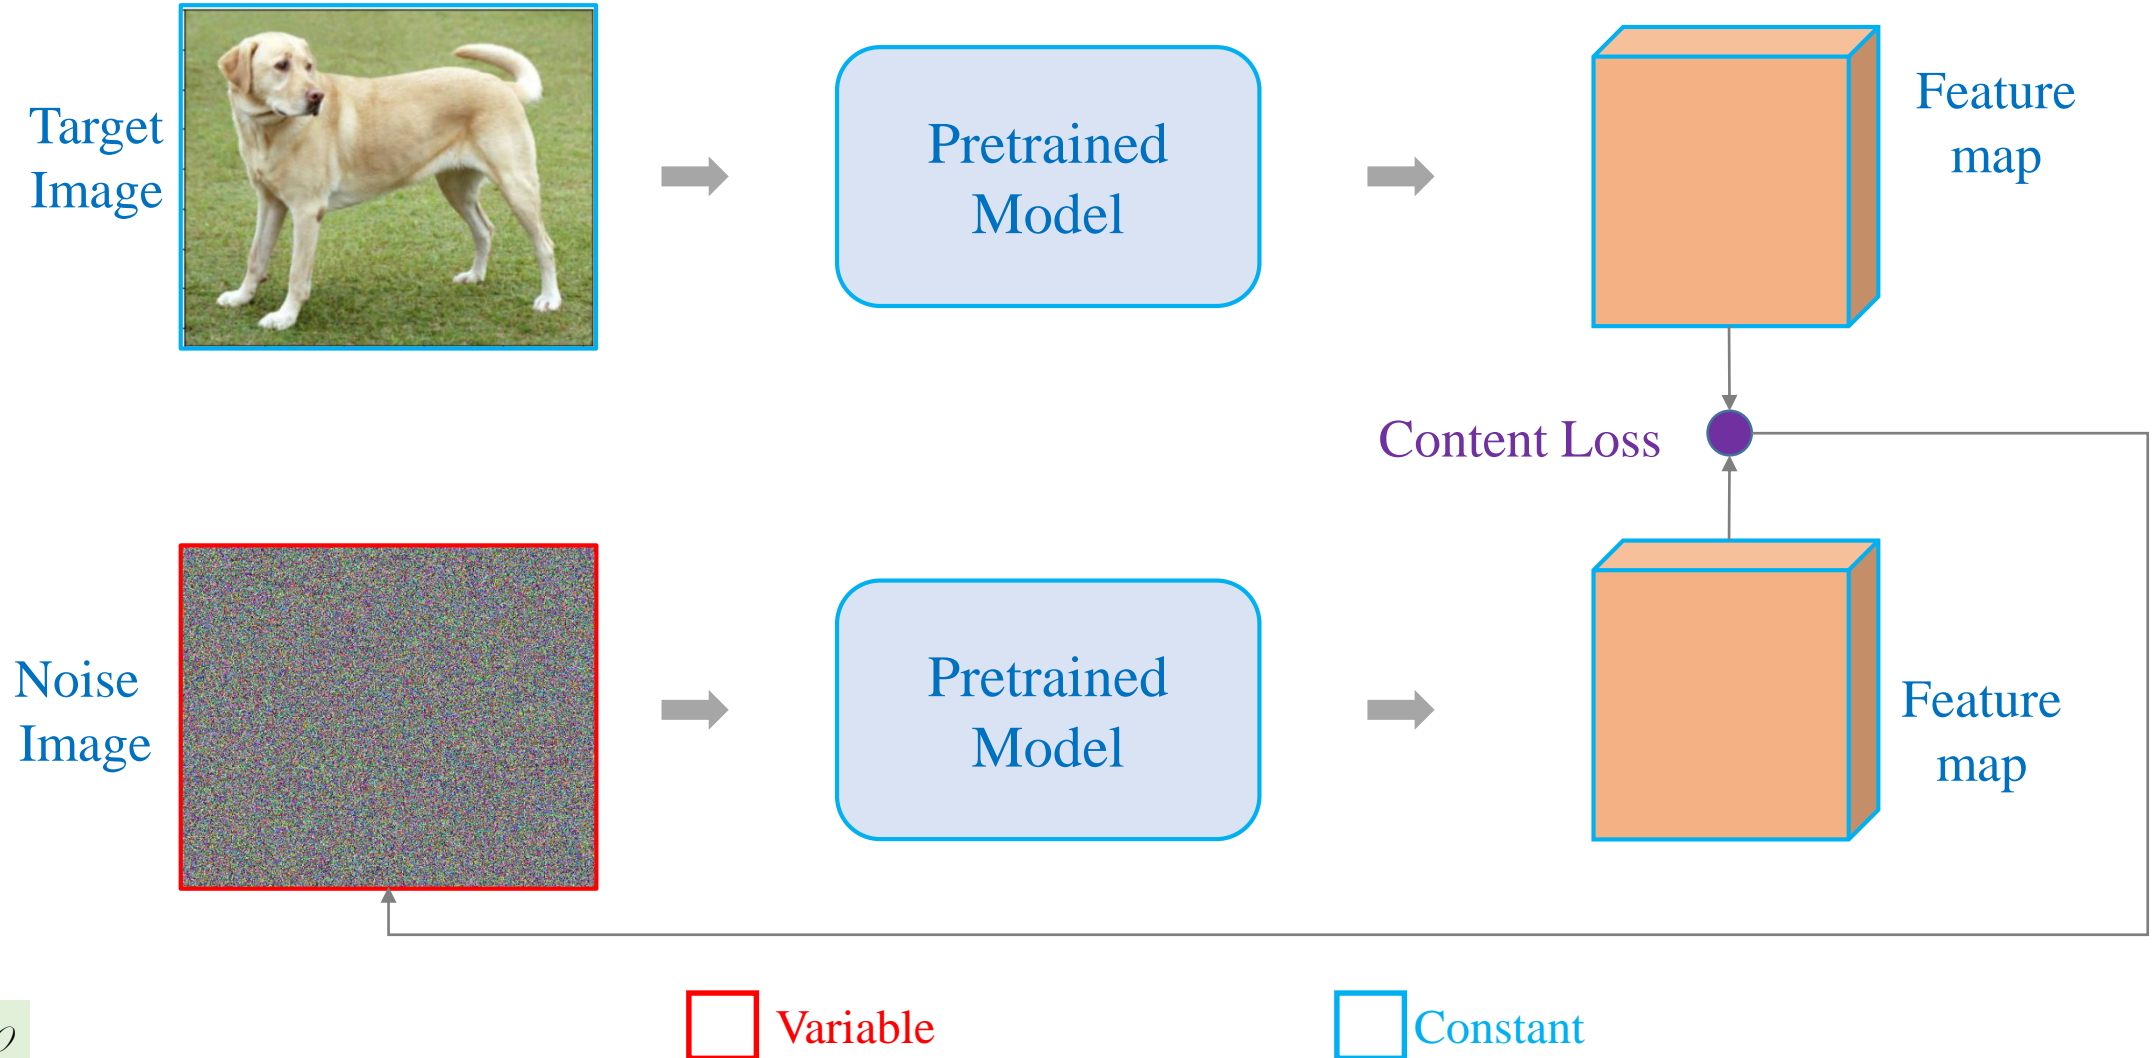 Target
Image
Pretrained
Model
Feature
map
Content Loss
Noise
Image
Pretrained
Model
Feature
map
Variable
Constant